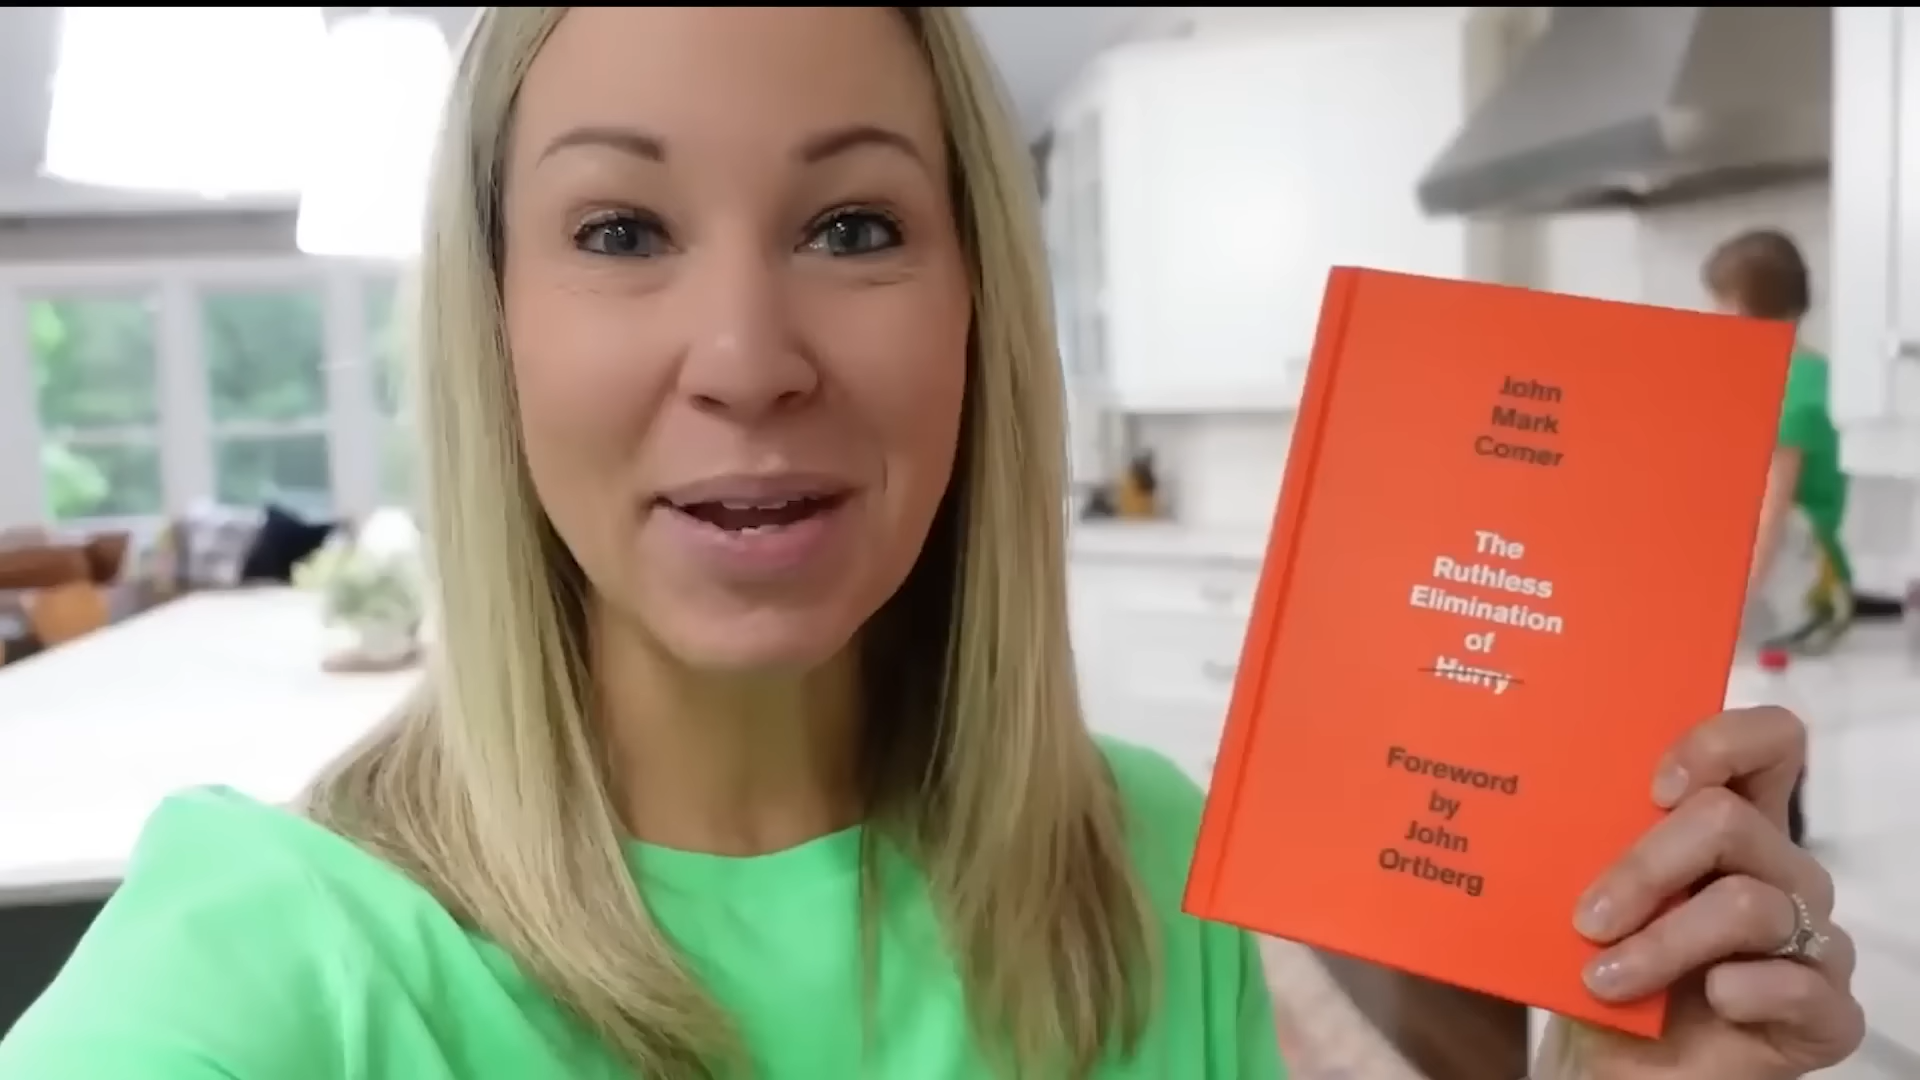 John
Mark
Comer
The
Ruthless
Elimination
of
Hurry
Foreword
by
John
Ortberg